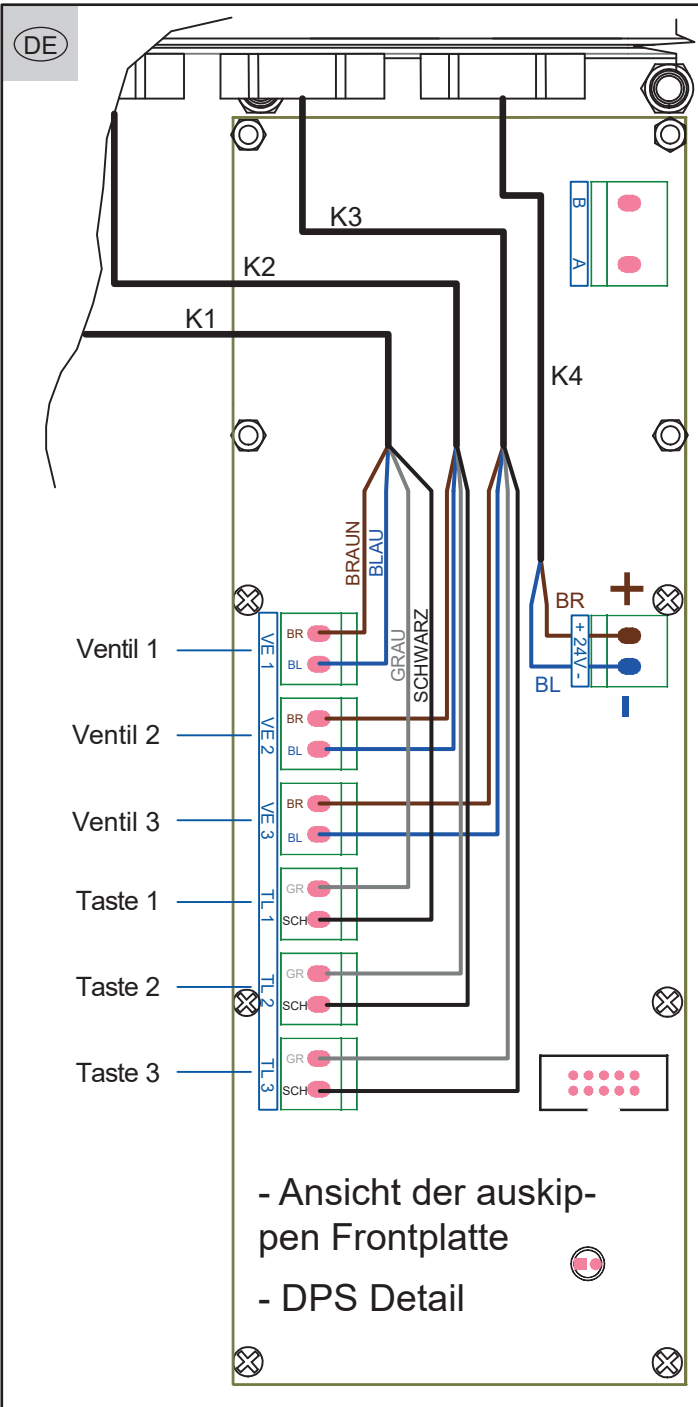 DE
B
A
K3
K2
K1
K4
BRAUN
BLAU
GRAU
SCHWARZ
BR
+
+ 24V -
BL
-
Ventil 1
VE 1
BR
BL
Ventil 2
VE 2
BR
BL
Ventil 3
VE 3
BR
BL
Taste 1
TL 1
GR
SCH
Taste 2
TL 2
GR
SCH
Taste 3
TL 3
GR
SCH
- Ansicht der auskip-
pen Frontplatte
- DPS Detail